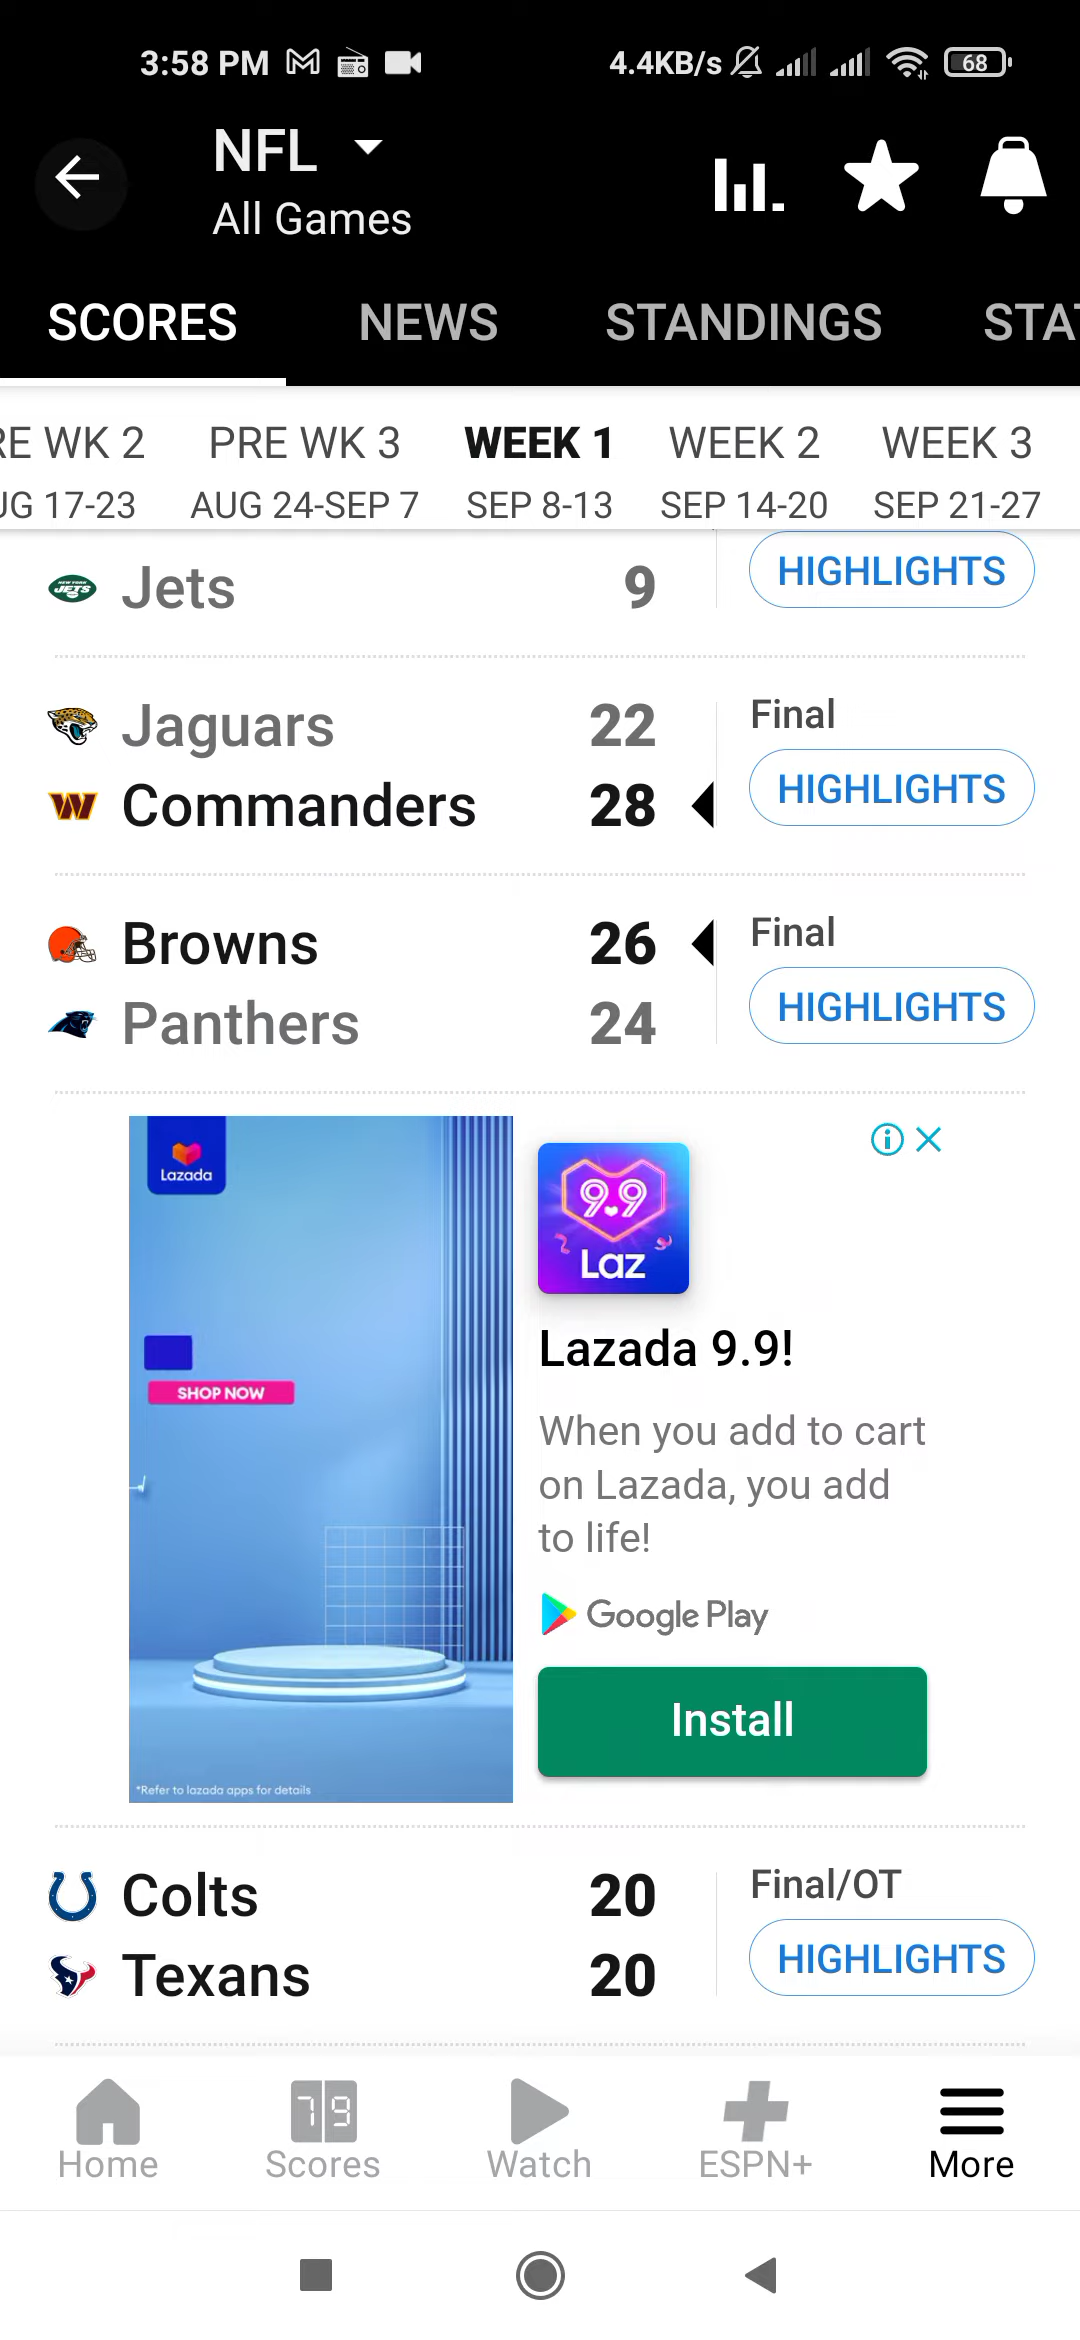 3:58 PM
4.4KB/s
68
NFL
All Games
SCORES NEWS STANDINGS STAT
RE WK 2 PRE WK 3 WEEK 1 WEEK 2 WEEK 3
UG 17-23 AUG 24-SEP 7 SEP 8-13 SEP 14-20 SEP 21-27
NEW YORK
JETS
Jets 9
HIGHLIGHTS
Jaguars 22
Final
Commanders 28
HIGHLIGHTS
Browns 26
Final
Panthers 24
HIGHLIGHTS
Lazada
SHOP NOW
*Refer to lazada apps for details
9.9
Laz
Lazada 9.9!
When you add to cart
on Lazada, you add
to life!
Google Play
Install
Colts 20
Final/OT
Texans 20
HIGHLIGHTS
79
Home Scores Watch ESPN+ More